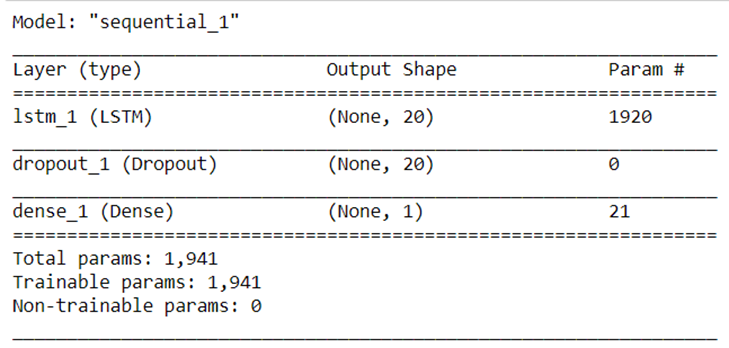 Model: "sequential_1"
Layer (type) Output Shape Param #
lstm_1 (LSTM) (None, 20) 1920
dropout_1 (Dropout) (None, 20) 0
dense_1 (Dense) (None, 1) 21
Total params: 1,941
Trainable params: 1,941
Non-trainable params: 0